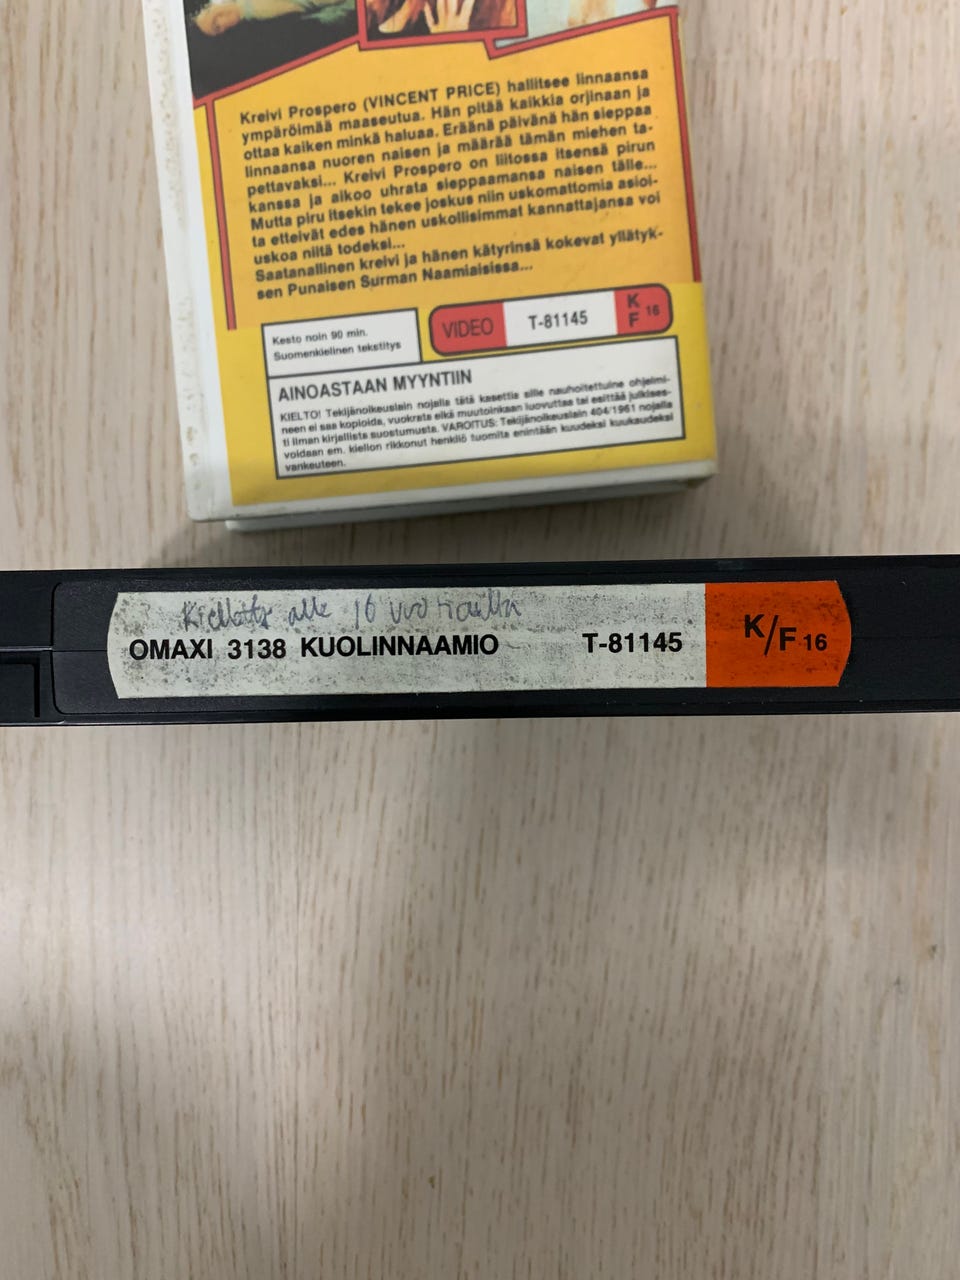 Kreivi Prospero (VINCENT PRICE) hallitsee linnaansa
ympäröimää maaseutua. Hän pitää kaikkia orjinaan ja
ottaa kaiken minkä haluaa. Eräänä päivänä hän sieppaa
linnaansa nuoren naisen ja määrää tämän miehen ta-
pettavaksi... Kreivi Prospero on liitossa itsensä pirun
kanssa ja aikoo uhrata sieppaamansa naisen tälle...
Mutta piru itsekin tekee joskus niin uskomattomia asioi-
ta etteivät edes hänen uskollisimmat kannattajansa voi
uskoa niitä todeksi...
Saatanallinen kreivi ja hänen kätyrinsä kokevat yllätyk-
sen Punaisen Surman Naamiaisissa...
Kesto noin 90 min.
Suomenkielinen tekstitys
VIDEO T-81145 K F 16
AINOASTAAN MYYNTIIN
KIELTO! Tekijänoikeuslain nojalla tätä kasettia sille nauhoitettuine ohjelmi-
neen ei saa kopioida, vuokrata eikä muutoinkaan luovuttaa tai esittää julkises-
ti ilman kirjallista suostumusta. VAROITUS: Tekijänoikeuslain 404/1961 nojalla
voidaan em. kiellon rikkonut henkilö tuomita enintään kuudeksi kuukaudeksi
vankeuteen.
Kielletty alle 16 vuotiailta
OMAXI 3138 KUOLINNAAMIO T-81145 K/F 16